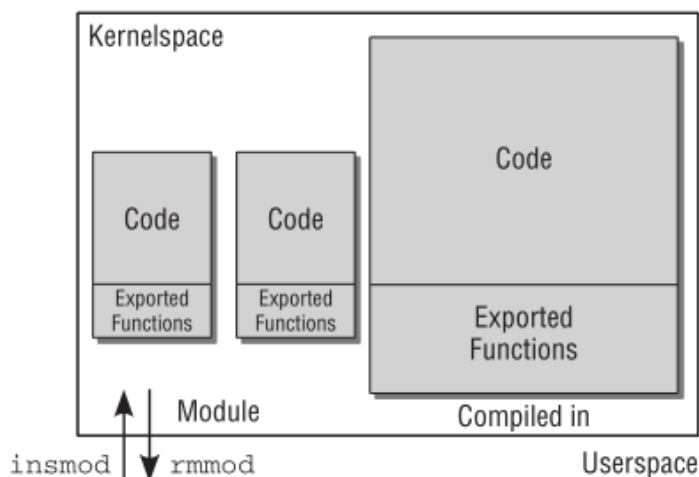 Kernelspace
Code
Code
Code
Exported
Functions
Exported
Functions
Exported
Functions
Module
Compiled in
insmod
rmmod
Userspace